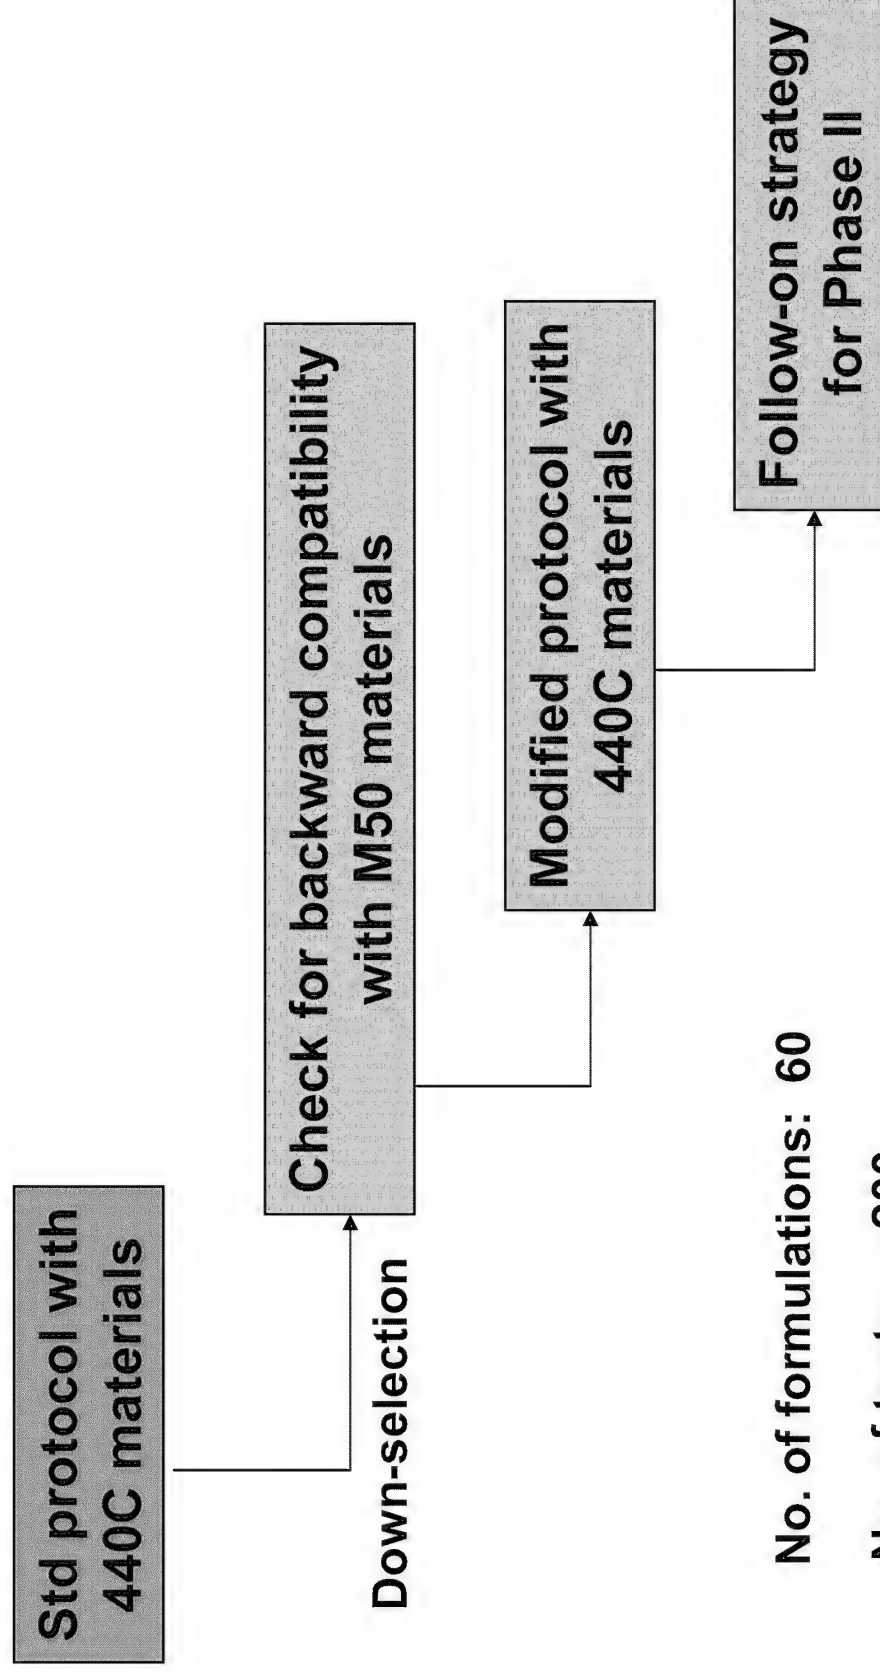 Std protocol with
440C materials
Down-selection
Check for backward compatibility
with M50 materials
Modified protocol with
440C materials
Follow-on strategy
for Phase II
No. of formulations: 60